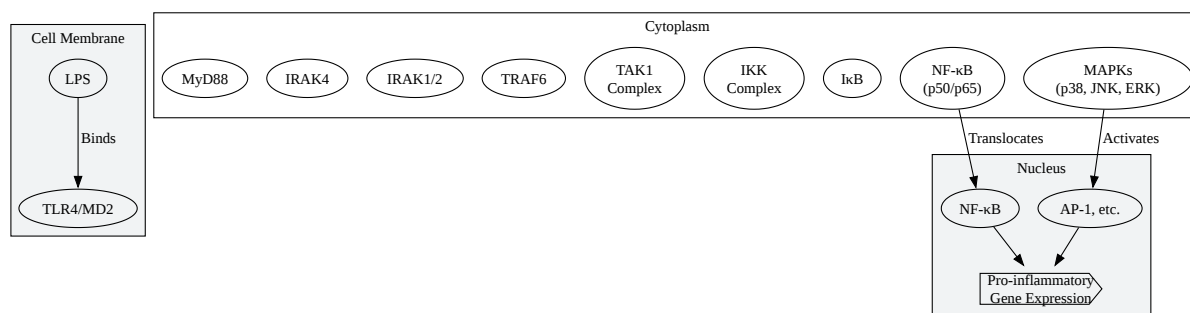 Cell Membrane
LPS
Binds
TLR4/MD2
Cytoplasm
MyD88
IRAK4
IRAK1/2
TRAF6
TAK1
Complex
IKK
Complex
IκB
NF-κB
(p50/p65)
MAPKs
(p38, JNK, ERK)
Translocates
Activates
Nucleus
NF-κB
AP-1, etc.
Pro-inflammatory
Gene Expression